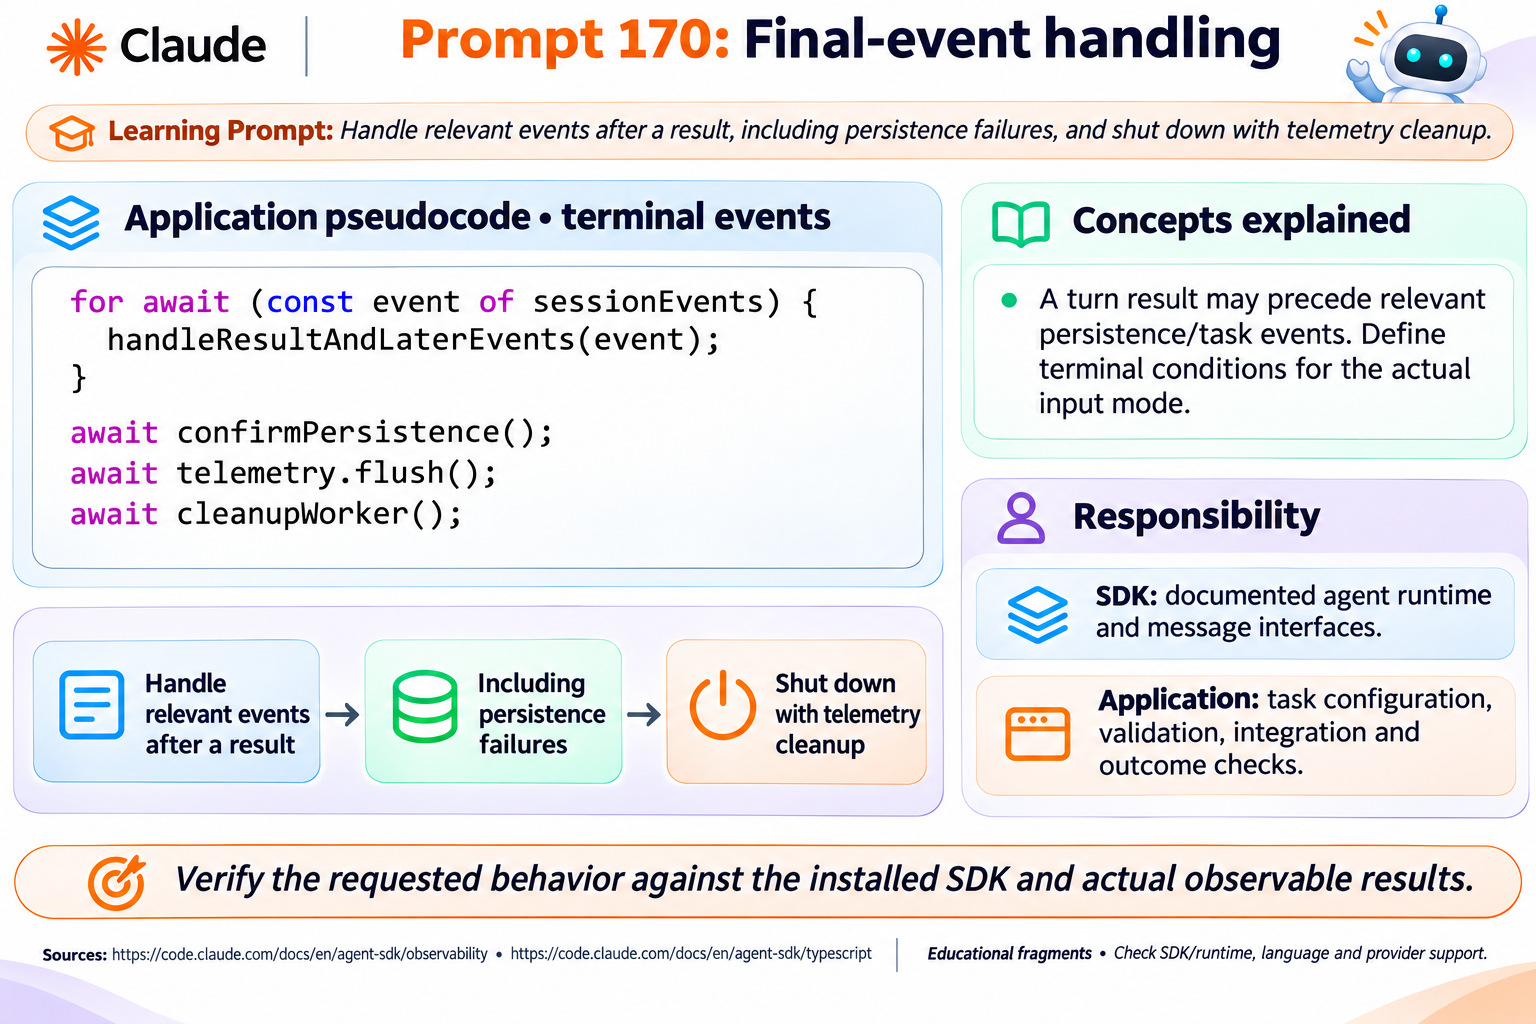 Claude
Prompt 170: Final-event handling
Learning Prompt: Handle relevant events after a result, including persistence failures, and shut down with telemetry cleanup.
Application pseudocode • terminal events
for await (const event of sessionEvents) {
  handleResultAndLaterEvents(event);
}
await confirmPersistence();
await telemetry.flush();
await cleanupWorker();
Handle
relevant events
after a result
Including
persistence
failures
Shut down
with telemetry
cleanup
Concepts explained
• A turn result may precede relevant
persistence/task events. Define
terminal conditions for the actual
input mode.
Responsibility
SDK: documented agent runtime
and message interfaces.
Application: task configuration,
validation, integration and
outcome checks.
Verify the requested behavior against the installed SDK and actual observable results.
Sources: https://code.claude.com/docs/en/agent-sdk/observability • https://code.claude.com/docs/en/agent-sdk/typescript
Educational fragments • Check SDK/runtime, language and provider support.